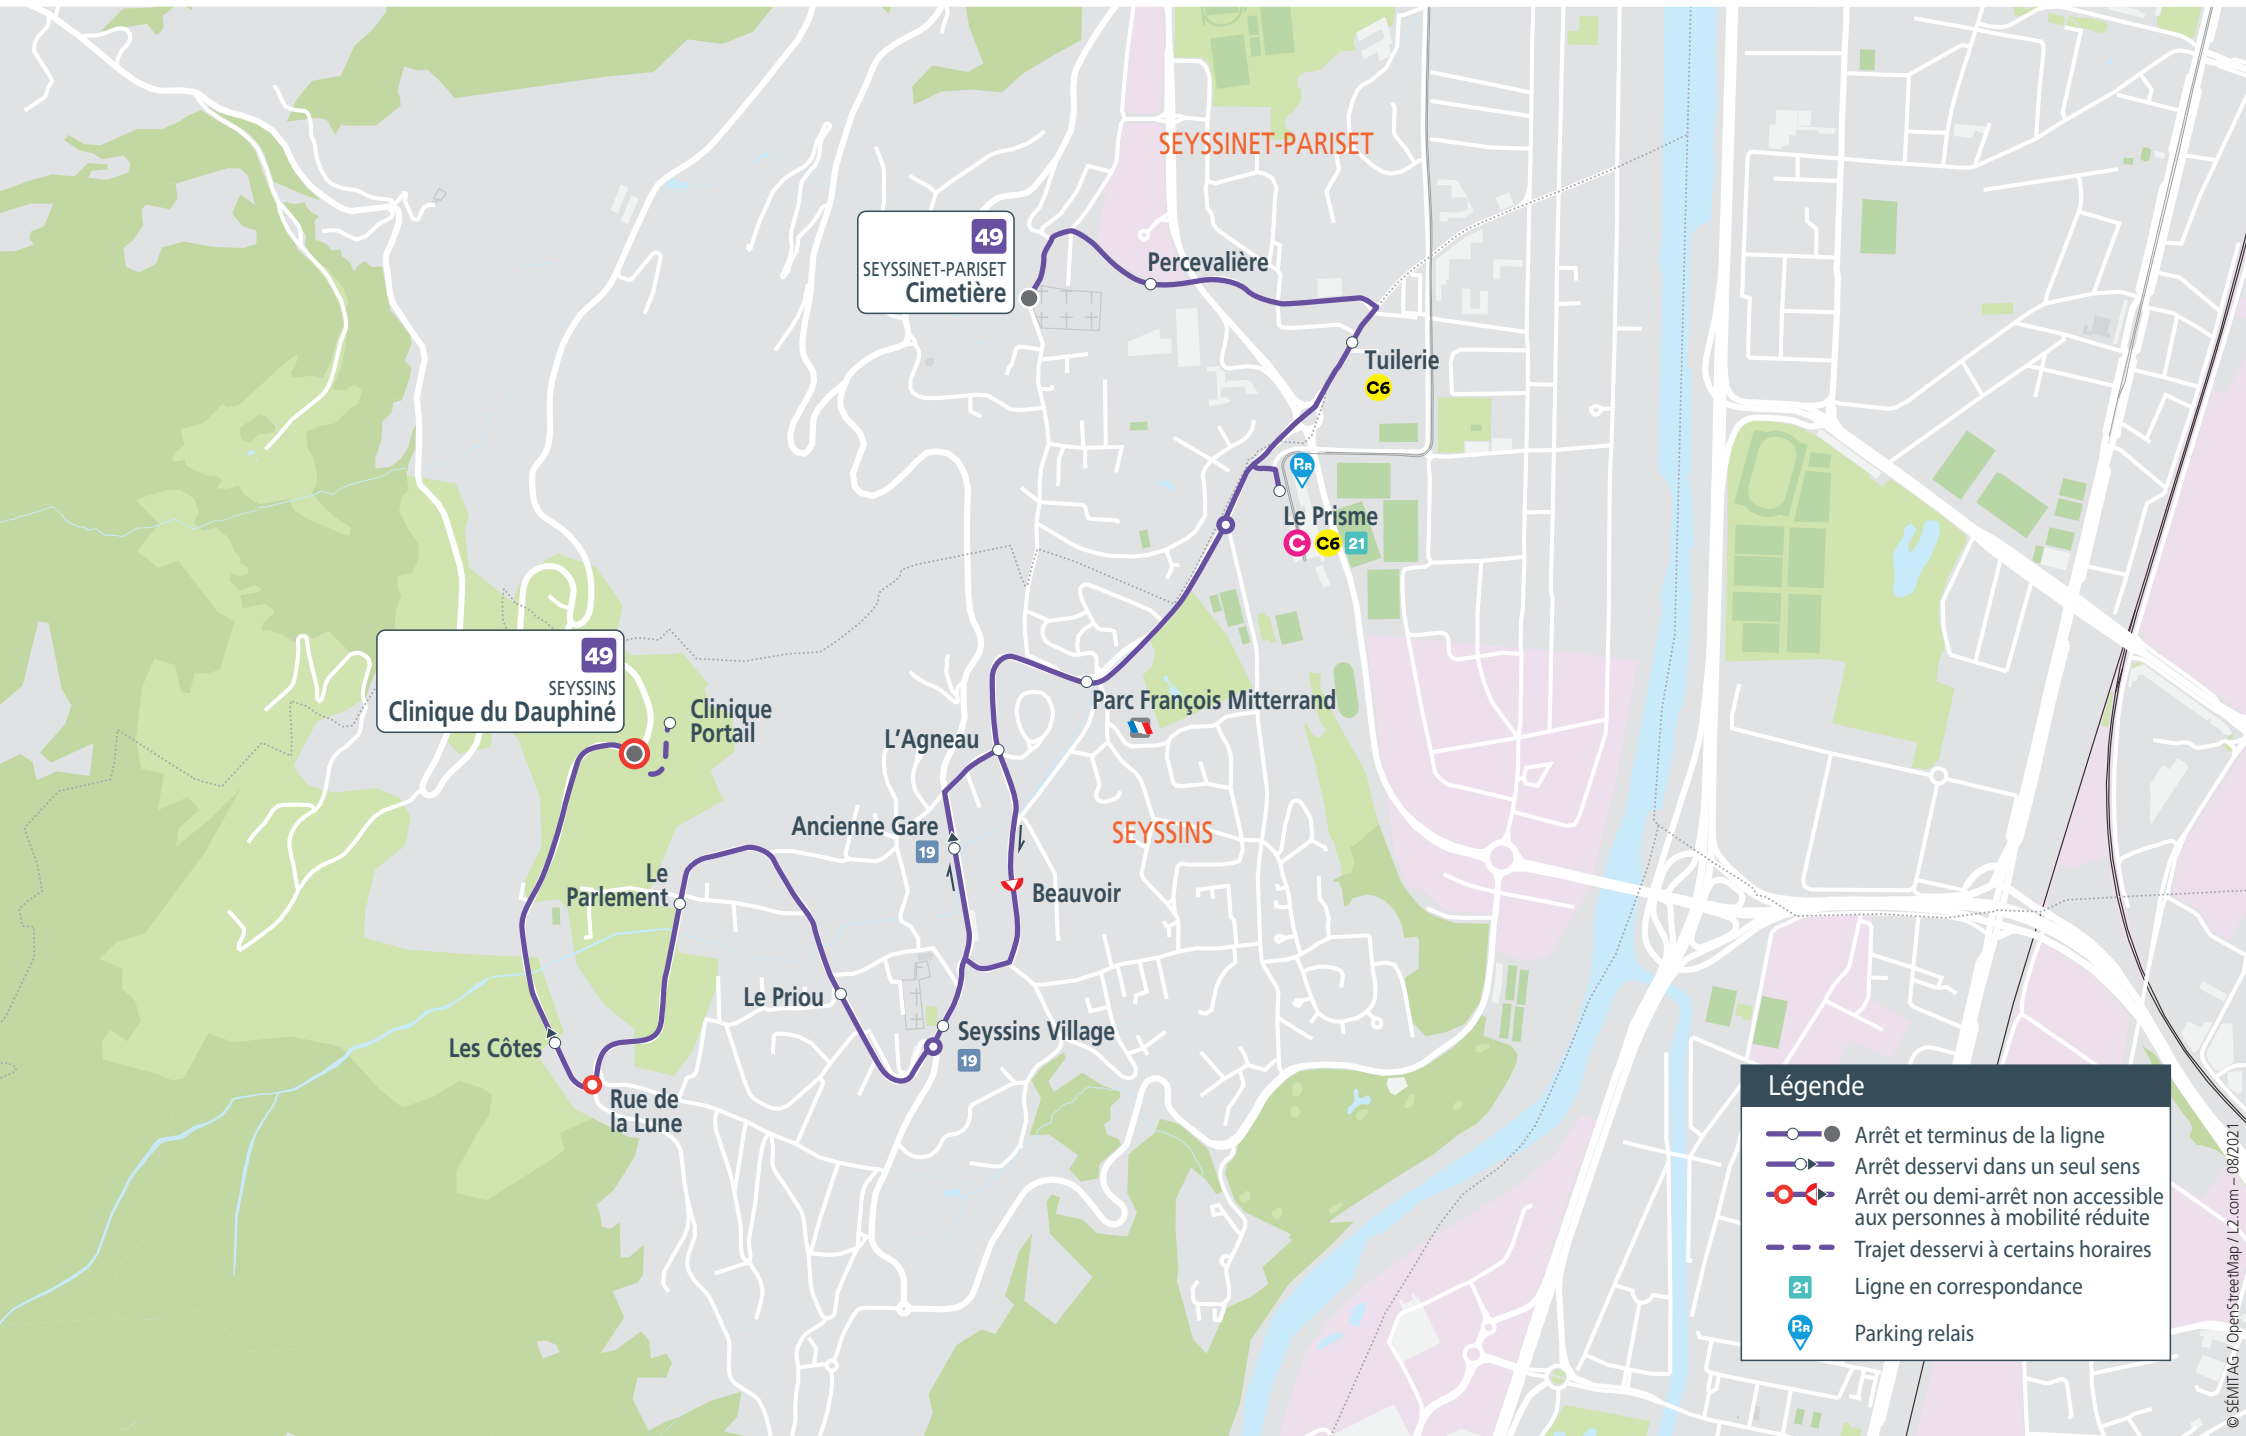 SEYSSINET-PARISET
49
SEYSSINET-PARISET
Cimetière
Percevalière
Tuilerie
C6
P+R
Le Prisme
C C6 21
49
SEYSSINS
Clinique du Dauphiné
Clinique
Portail
Parc François Mitterrand
L'Agneau
Ancienne Gare
19
SEYSSINS
Beauvoir
Le
Parlement
Le Priou
Seyssins Village
19
Les Côtes
Rue de
la Lune
Légende
Arrêt et terminus de la ligne
Arrêt desservi dans un seul sens
Arrêt ou demi-arrêt non accessible
aux personnes à mobilité réduite
Trajet desservi à certains horaires
21 Ligne en correspondance
P+R Parking relais
© SÉMITAG / OpenStreetMap / L2.com – 08/2021